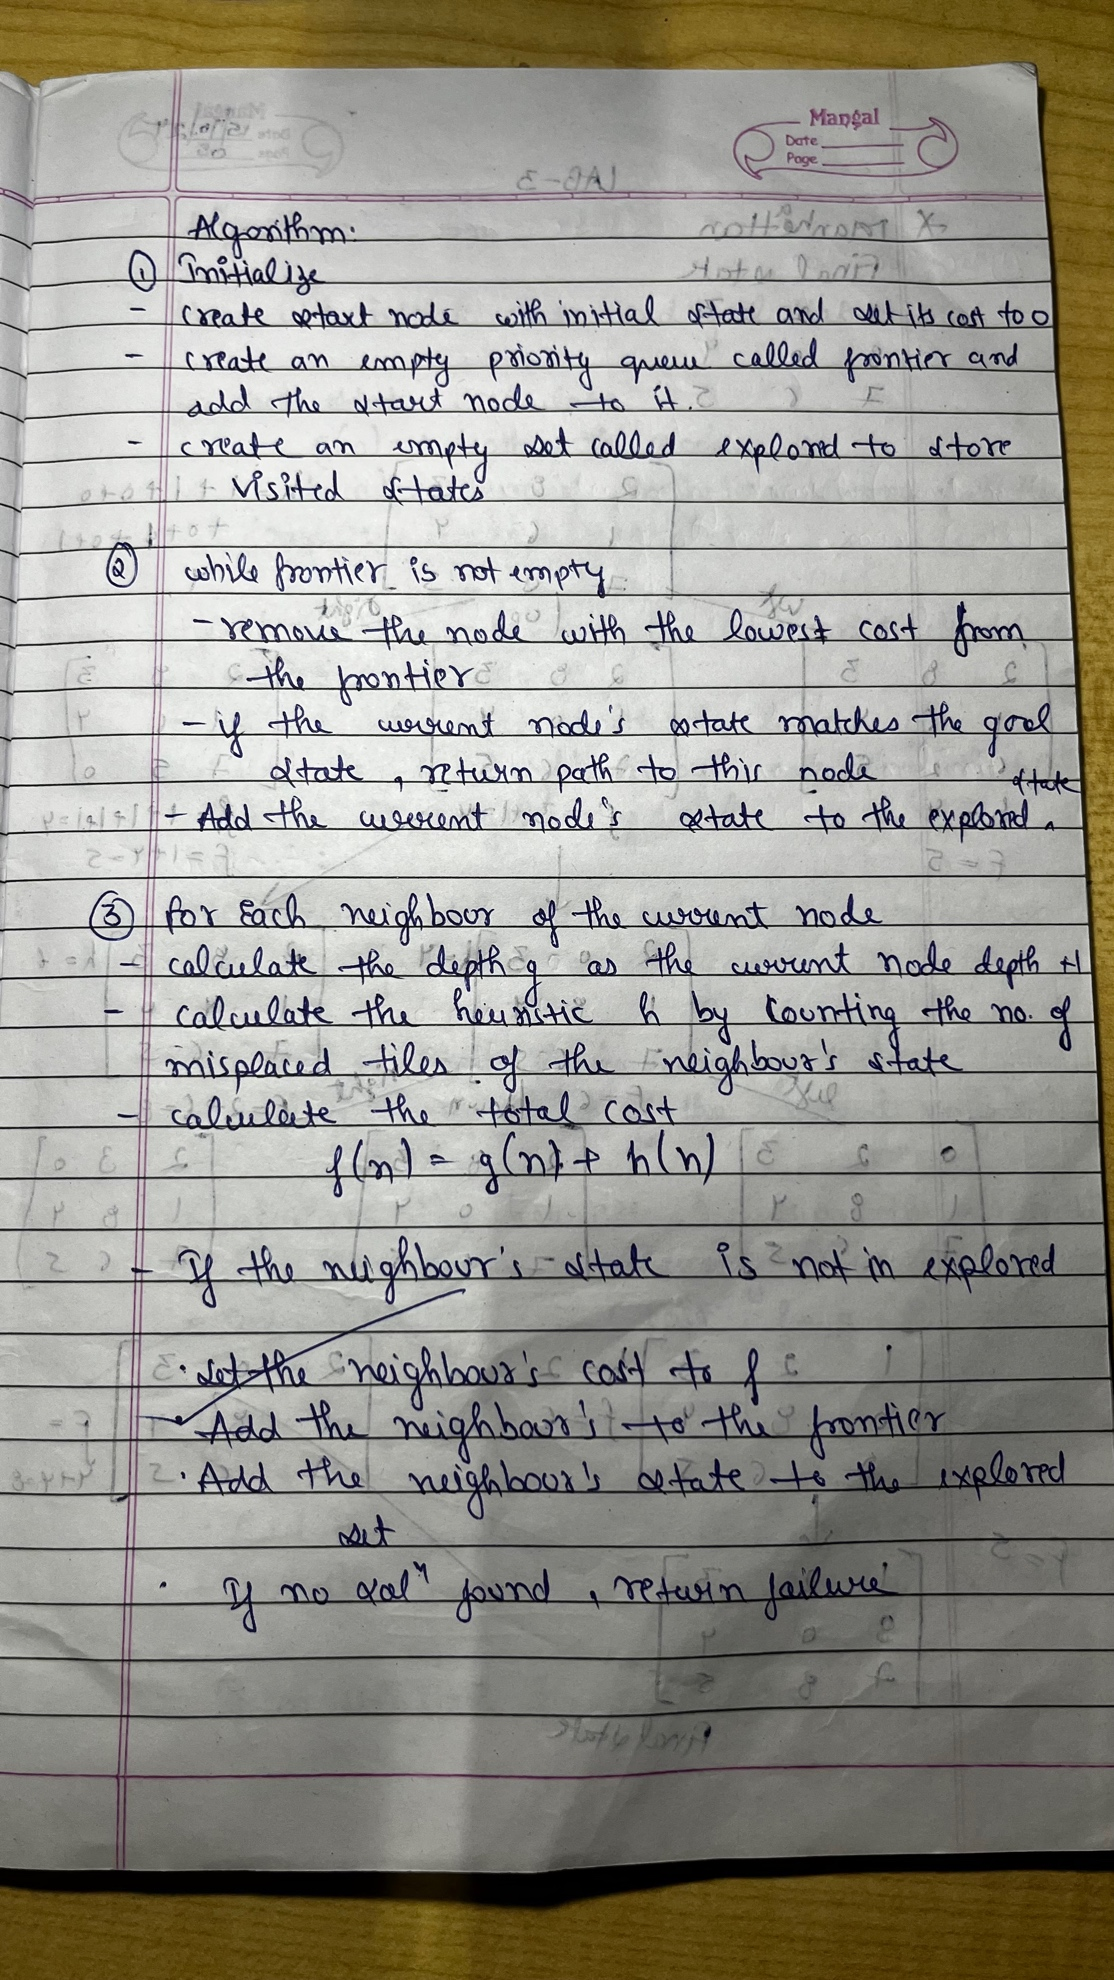 Mangal
Date
Page
Algorithm:
① Initialize
- create start node with initial state and set its cost to 0
- create an empty priority queue called frontier and
add the start node to it.
- create an empty set called explored to store
visited states
② while frontier is not empty
- remove the node with the lowest cost from
the frontier
- if the current node's state matches the goal
state, return path to this node
state
- Add the current node's state to the explored.
③ for Each neighbour of the current node
- calculate the depth g as the current node depth +1
- calculate the heuristic h by counting the no. of
misplaced tiles of the neighbour's state
- calculate the total cost
f(n) = g(n) + h(n)
- If the neighbour's state is not in explored
· set the neighbour's cost to f
Add the neighbour's to the frontier
· Add the neighbour's state to the explored
set
· If no solⁿ found, return failure